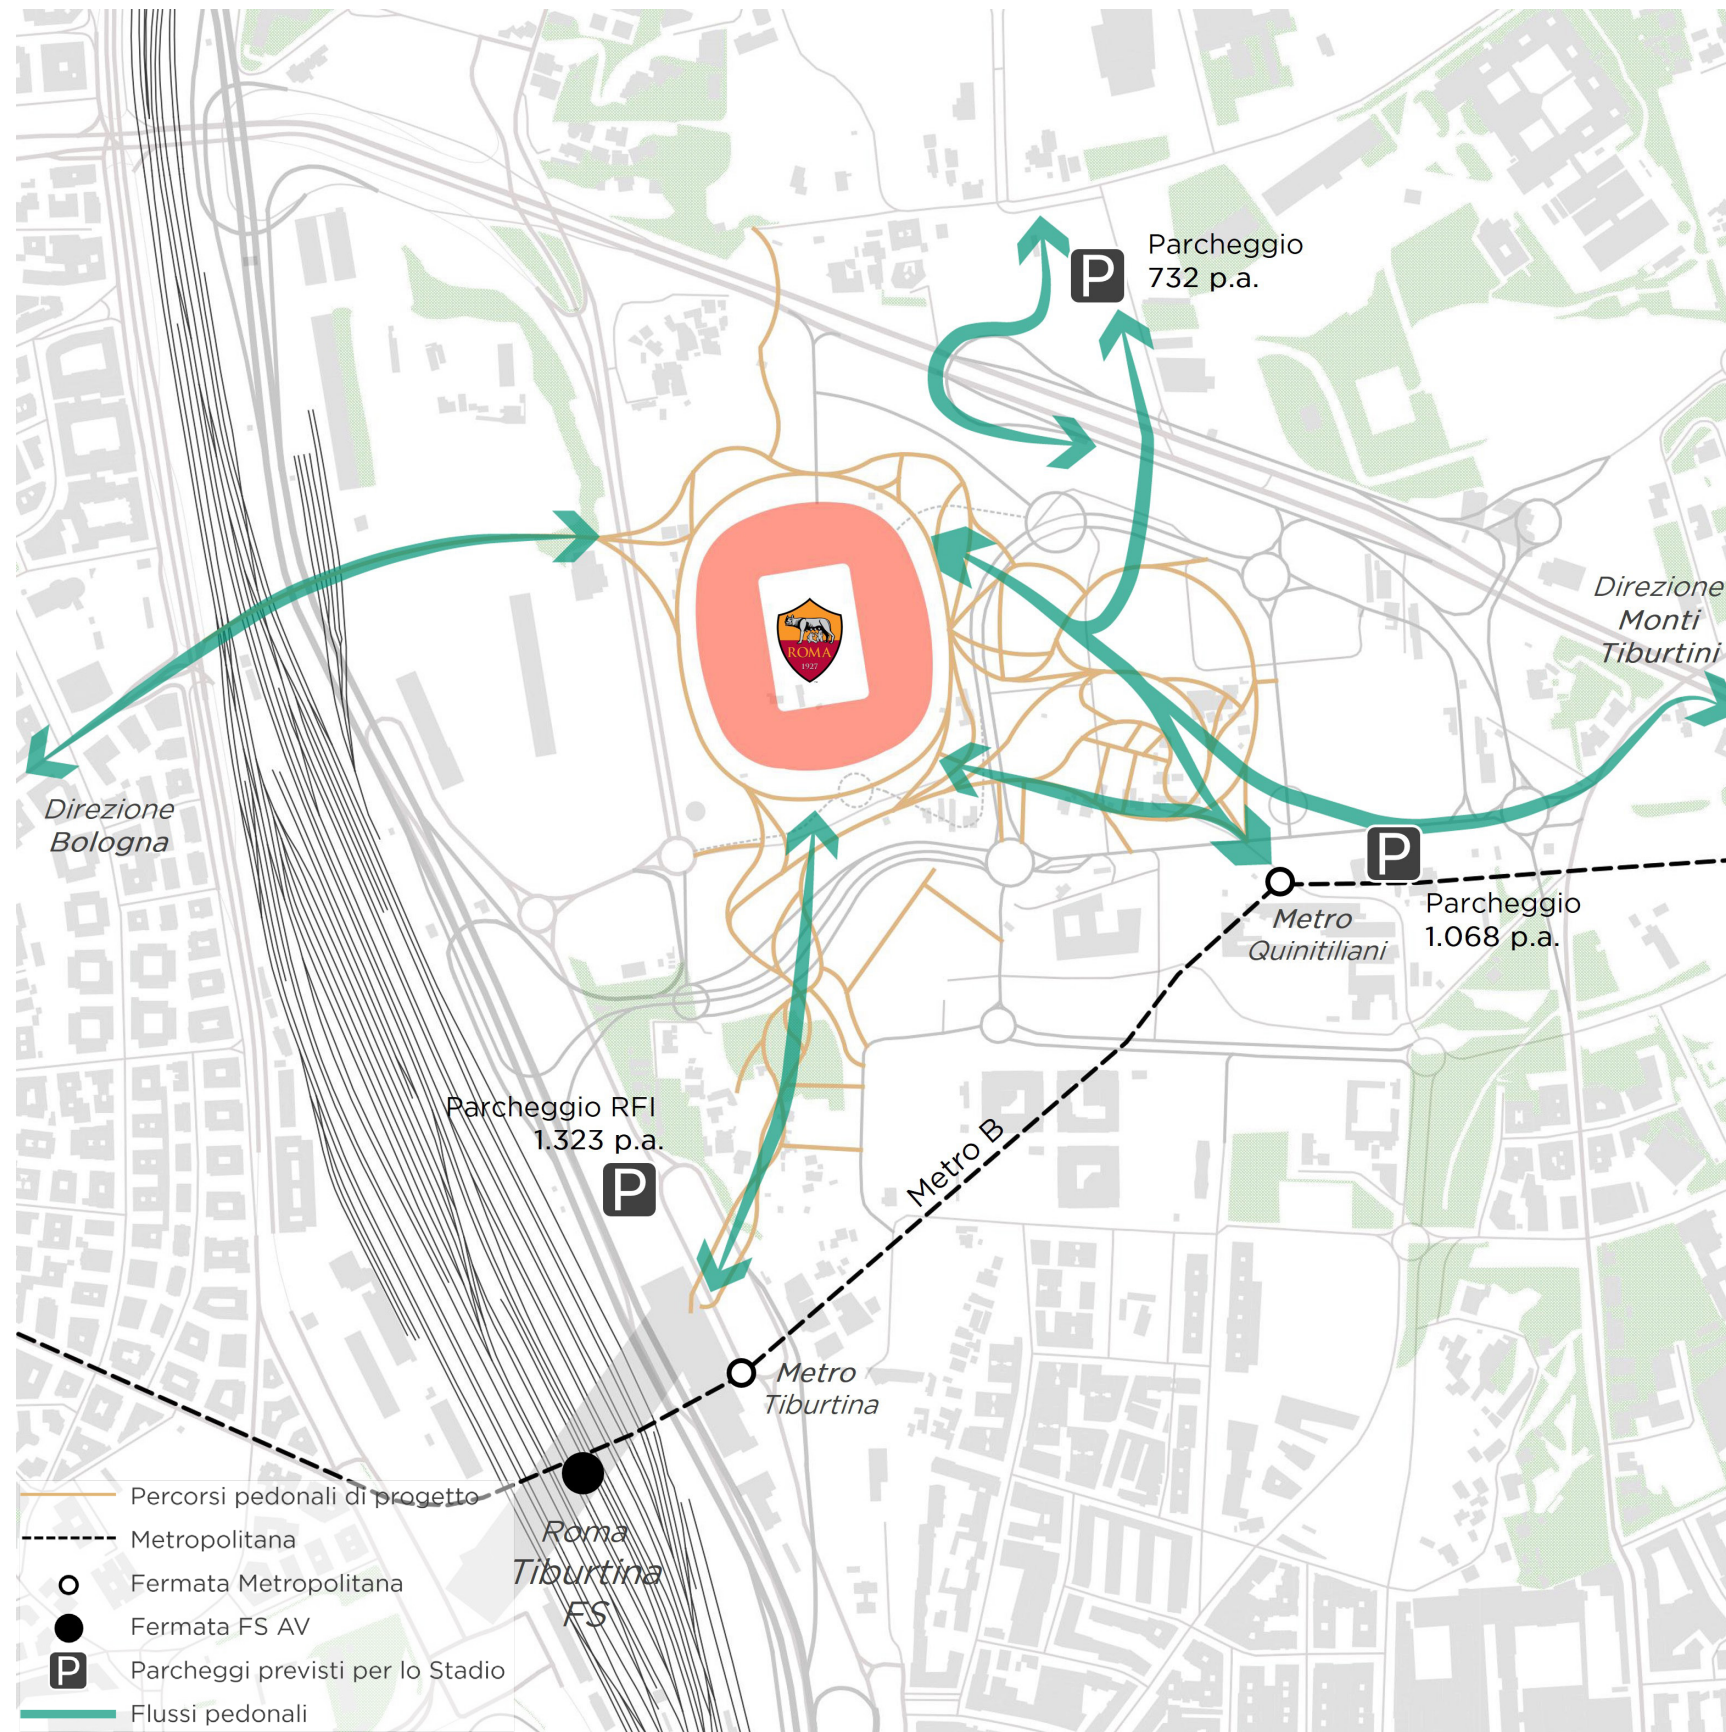 Parcheggio
732 p.a.
P
Direzione
Monti
Tiburtini
ROMA
1927
Direzione
Bologna
P
Metro
Quinitiliani
Parcheggio
1.068 p.a.
Parcheggio RFI
1.323 p.a.
P
Metro B
Metro
Tiburtina
Roma
Tiburtina
FS
Percorsi pedonali di progetto
Metropolitana
Fermata Metropolitana
Fermata FS AV
P
Parcheggi previsti per lo Stadio
Flussi pedonali